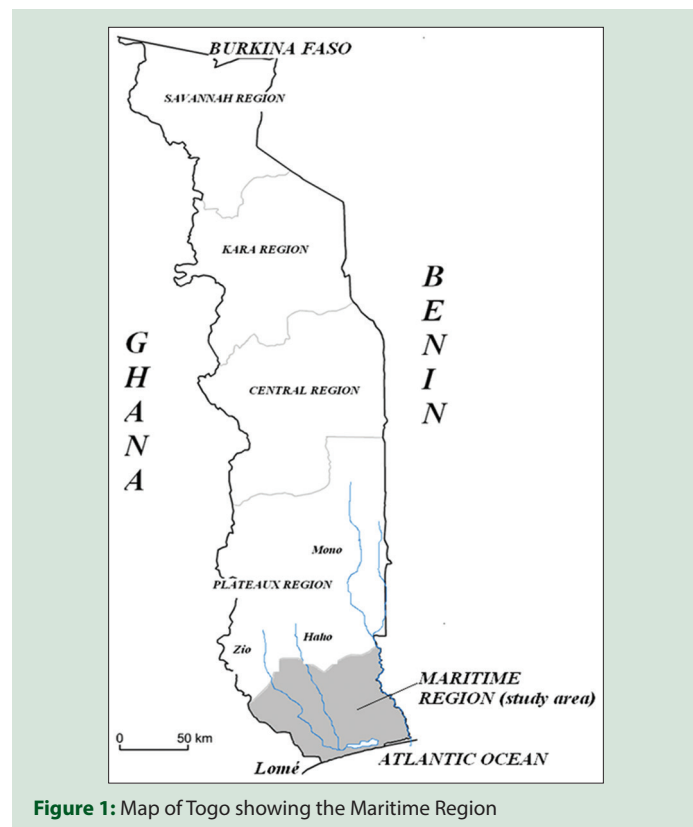 BURKINA FASO
SAVANNAH REGION
KARA REGION
B
E
N
I
N
G
H
A
N
A
CENTRAL REGION
Mono
PLATEAUX REGION
Zio
Haho
MARITIME
REGION (study area)
0 50 km
ATLANTIC OCEAN
Lomé
Figure 1: Map of Togo showing the Maritime Region